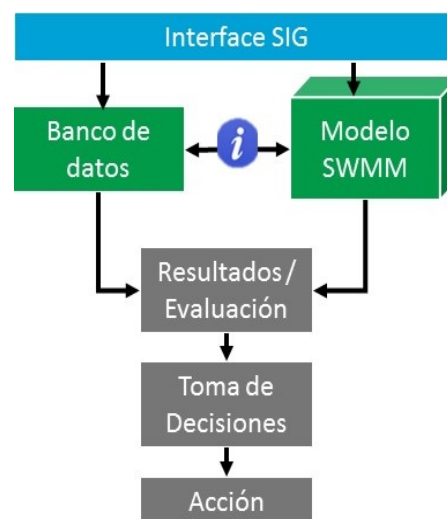 Interface SIG
Banco de
datos
i
Modelo
SWMM
Resultados/
Evaluación
Toma de
Decisiones
Acción